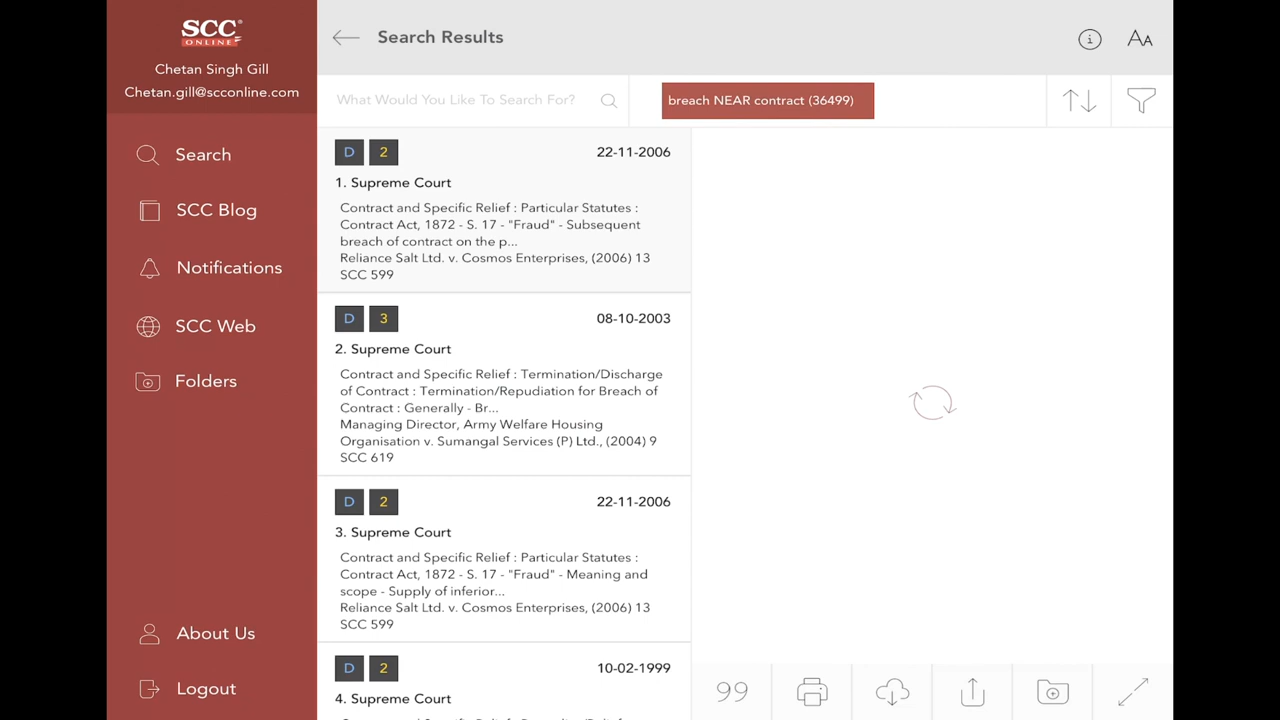 SCC
ONLINE
Chetan Singh Gill
Chetan.gill@scconline.com
Search
SCC Blog
Notifications
SCC Web
Folders
About Us
Logout
Search Results
AA
What Would You Like To Search For?
breach NEAR contract (36499)
D 2 22-11-2006
1. Supreme Court
Contract and Specific Relief : Particular Statutes :
Contract Act, 1872 - S. 17 - "Fraud" - Subsequent
breach of contract on the p...
Reliance Salt Ltd. v. Cosmos Enterprises, (2006) 13
SCC 599
D 3 08-10-2003
2. Supreme Court
Contract and Specific Relief : Termination/Discharge
of Contract : Termination/Repudiation for Breach of
Contract : Generally - Br...
Managing Director, Army Welfare Housing
Organisation v. Sumangal Services (P) Ltd., (2004) 9
SCC 619
D 2 22-11-2006
3. Supreme Court
Contract and Specific Relief : Particular Statutes :
Contract Act, 1872 - S. 17 - "Fraud" - Meaning and
scope - Supply of inferior...
Reliance Salt Ltd. v. Cosmos Enterprises, (2006) 13
SCC 599
D 2 10-02-1999
4. Supreme Court